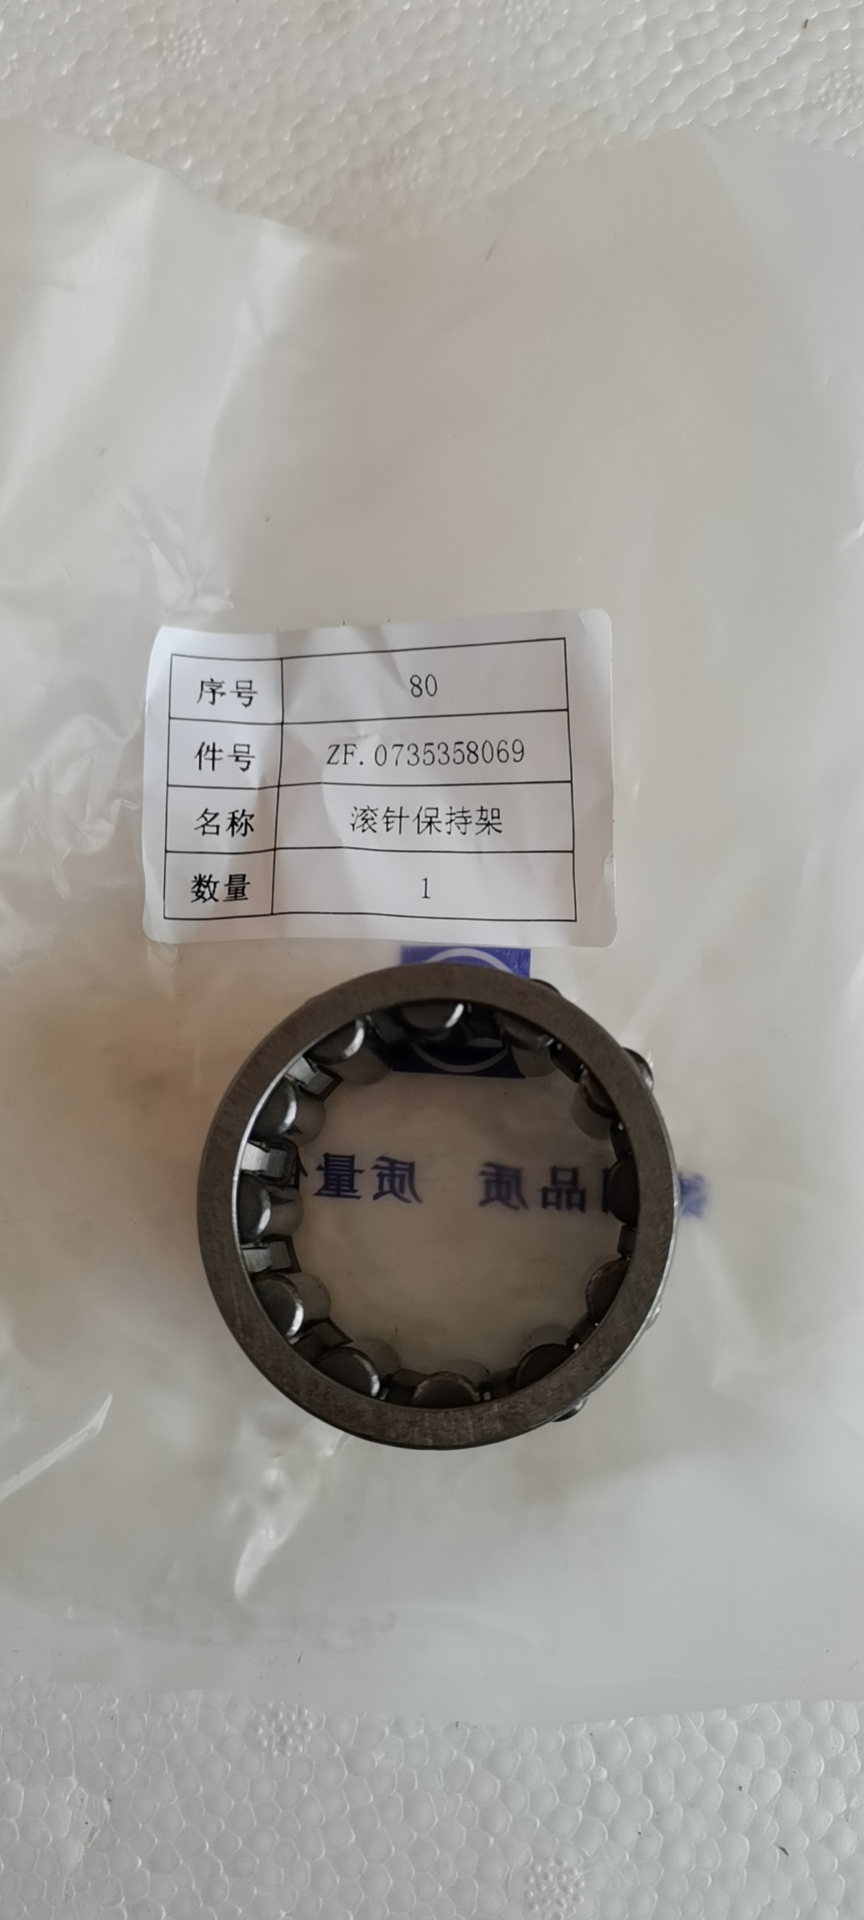 序号 80
件号 ZF.0735358069
名称 滚针保持架
数量 1
品质 质量